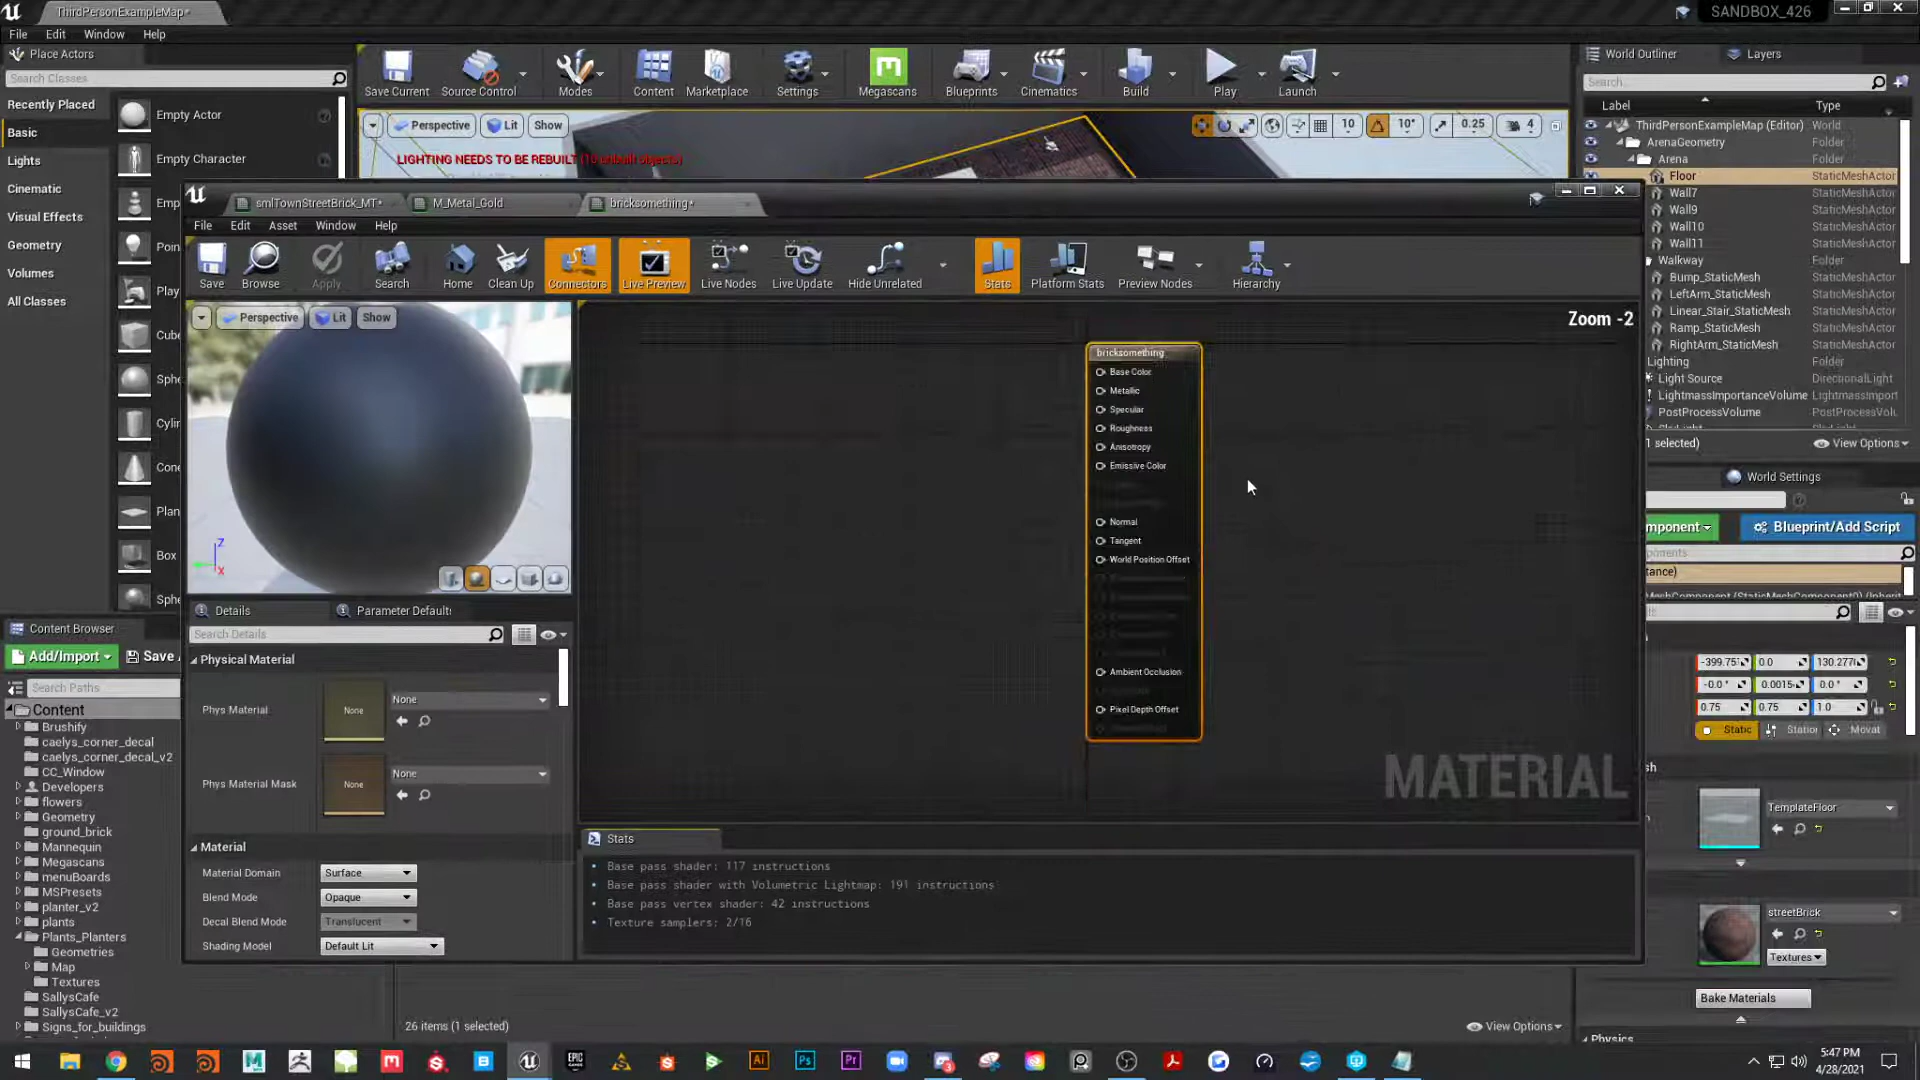 ThirdPersonExampleMap*
SANDBOX_426
File Edit Window Help
Place Actors
Search Classes
Recently Placed
Basic
Lights
Cinematic
Visual Effects
Geometry
Volumes
All Classes
Empty Actor
Empty Character
Emp
Poin
Play
Cube
Sphe
Cylir
Cone
Plan
Box
Sphe
Save Current
Source Control
Modes
Content
Marketplace
Settings
Megascans
Blueprints
Cinematics
Build
Play
Launch
Perspective Lit Show
10 10° 0.25 4
LIGHTING NEEDS TO BE REBUILT (10 unbuilt objects)
World Outliner Layers
Search...
Label Type
ThirdPersonExampleMap (Editor) World
ArenaGeometry Folder
Arena Folder
Floor StaticMeshActor
Wall7 StaticMeshActor
Wall9 StaticMeshActor
Wall10 StaticMeshActor
Wall11 StaticMeshActor
Walkway Folder
Bump_StaticMesh StaticMeshActor
LeftArm_StaticMesh StaticMeshActor
Linear_Stair_StaticMesh StaticMeshActor
Ramp_StaticMesh StaticMeshActor
RightArm_StaticMesh StaticMeshActor
Lighting Folder
Light Source DirectionalLight
LightmassImportanceVolume LightmassImport
PostProcessVolume PostProcessVolu
1 selected) View Options
World Settings
mponent Blueprint/Add Script
ponents
tance)
MeshComponent (StaticMeshComponent0) (Inherit
-399.75 0.0 130.277
-0.0 ° 0.0015 0.0 °
0.75 0.75 1.0
Static Station Movat
sh
TemplateFloor
streetBrick
Textures
Bake Materials
Physics
smlTownStreetBrick_MT* M_Metal_Gold bricksomething*
File Edit Asset Window Help
Save
Browse
Apply
Search
Home
Clean Up
Connectors
Live Preview
Live Nodes
Live Update
Hide Unrelated
Stats
Platform Stats
Preview Nodes
Hierarchy
Perspective Lit Show
Z
X
Zoom -2
bricksomething
Base Color
Metallic
Specular
Roughness
Anisotropy
Emissive Color
Normal
Tangent
World Position Offset
Ambient Occlusion
Pixel Depth Offset
MATERIAL
Details Parameter Defaults
Search Details
Physical Material
Phys Material None None
Phys Material Mask None None
Material
Material Domain Surface
Blend Mode Opaque
Decal Blend Mode Translucent
Shading Model Default Lit
Stats
Base pass shader: 117 instructions
Base pass shader with Volumetric Lightmap: 191 instructions
Base pass vertex shader: 42 instructions
Texture samplers: 2/16
Content Browser
Add/Import Save
Search Paths
Content
Brushify
caelys_corner_decal
caelys_corner_decal_v2
CC_Window
Developers
flowers
Geometry
ground_brick
Mannequin
Megascans
menuBoards
MSPresets
planter_v2
plants
Plants_Planters
Geometries
Map
Textures
SallysCafe
SallysCafe_v2
Signs_for_buildings
26 items (1 selected)
View Options
EPIC GAMES
Ai
Ps
Pr
5:47 PM
4/28/2021